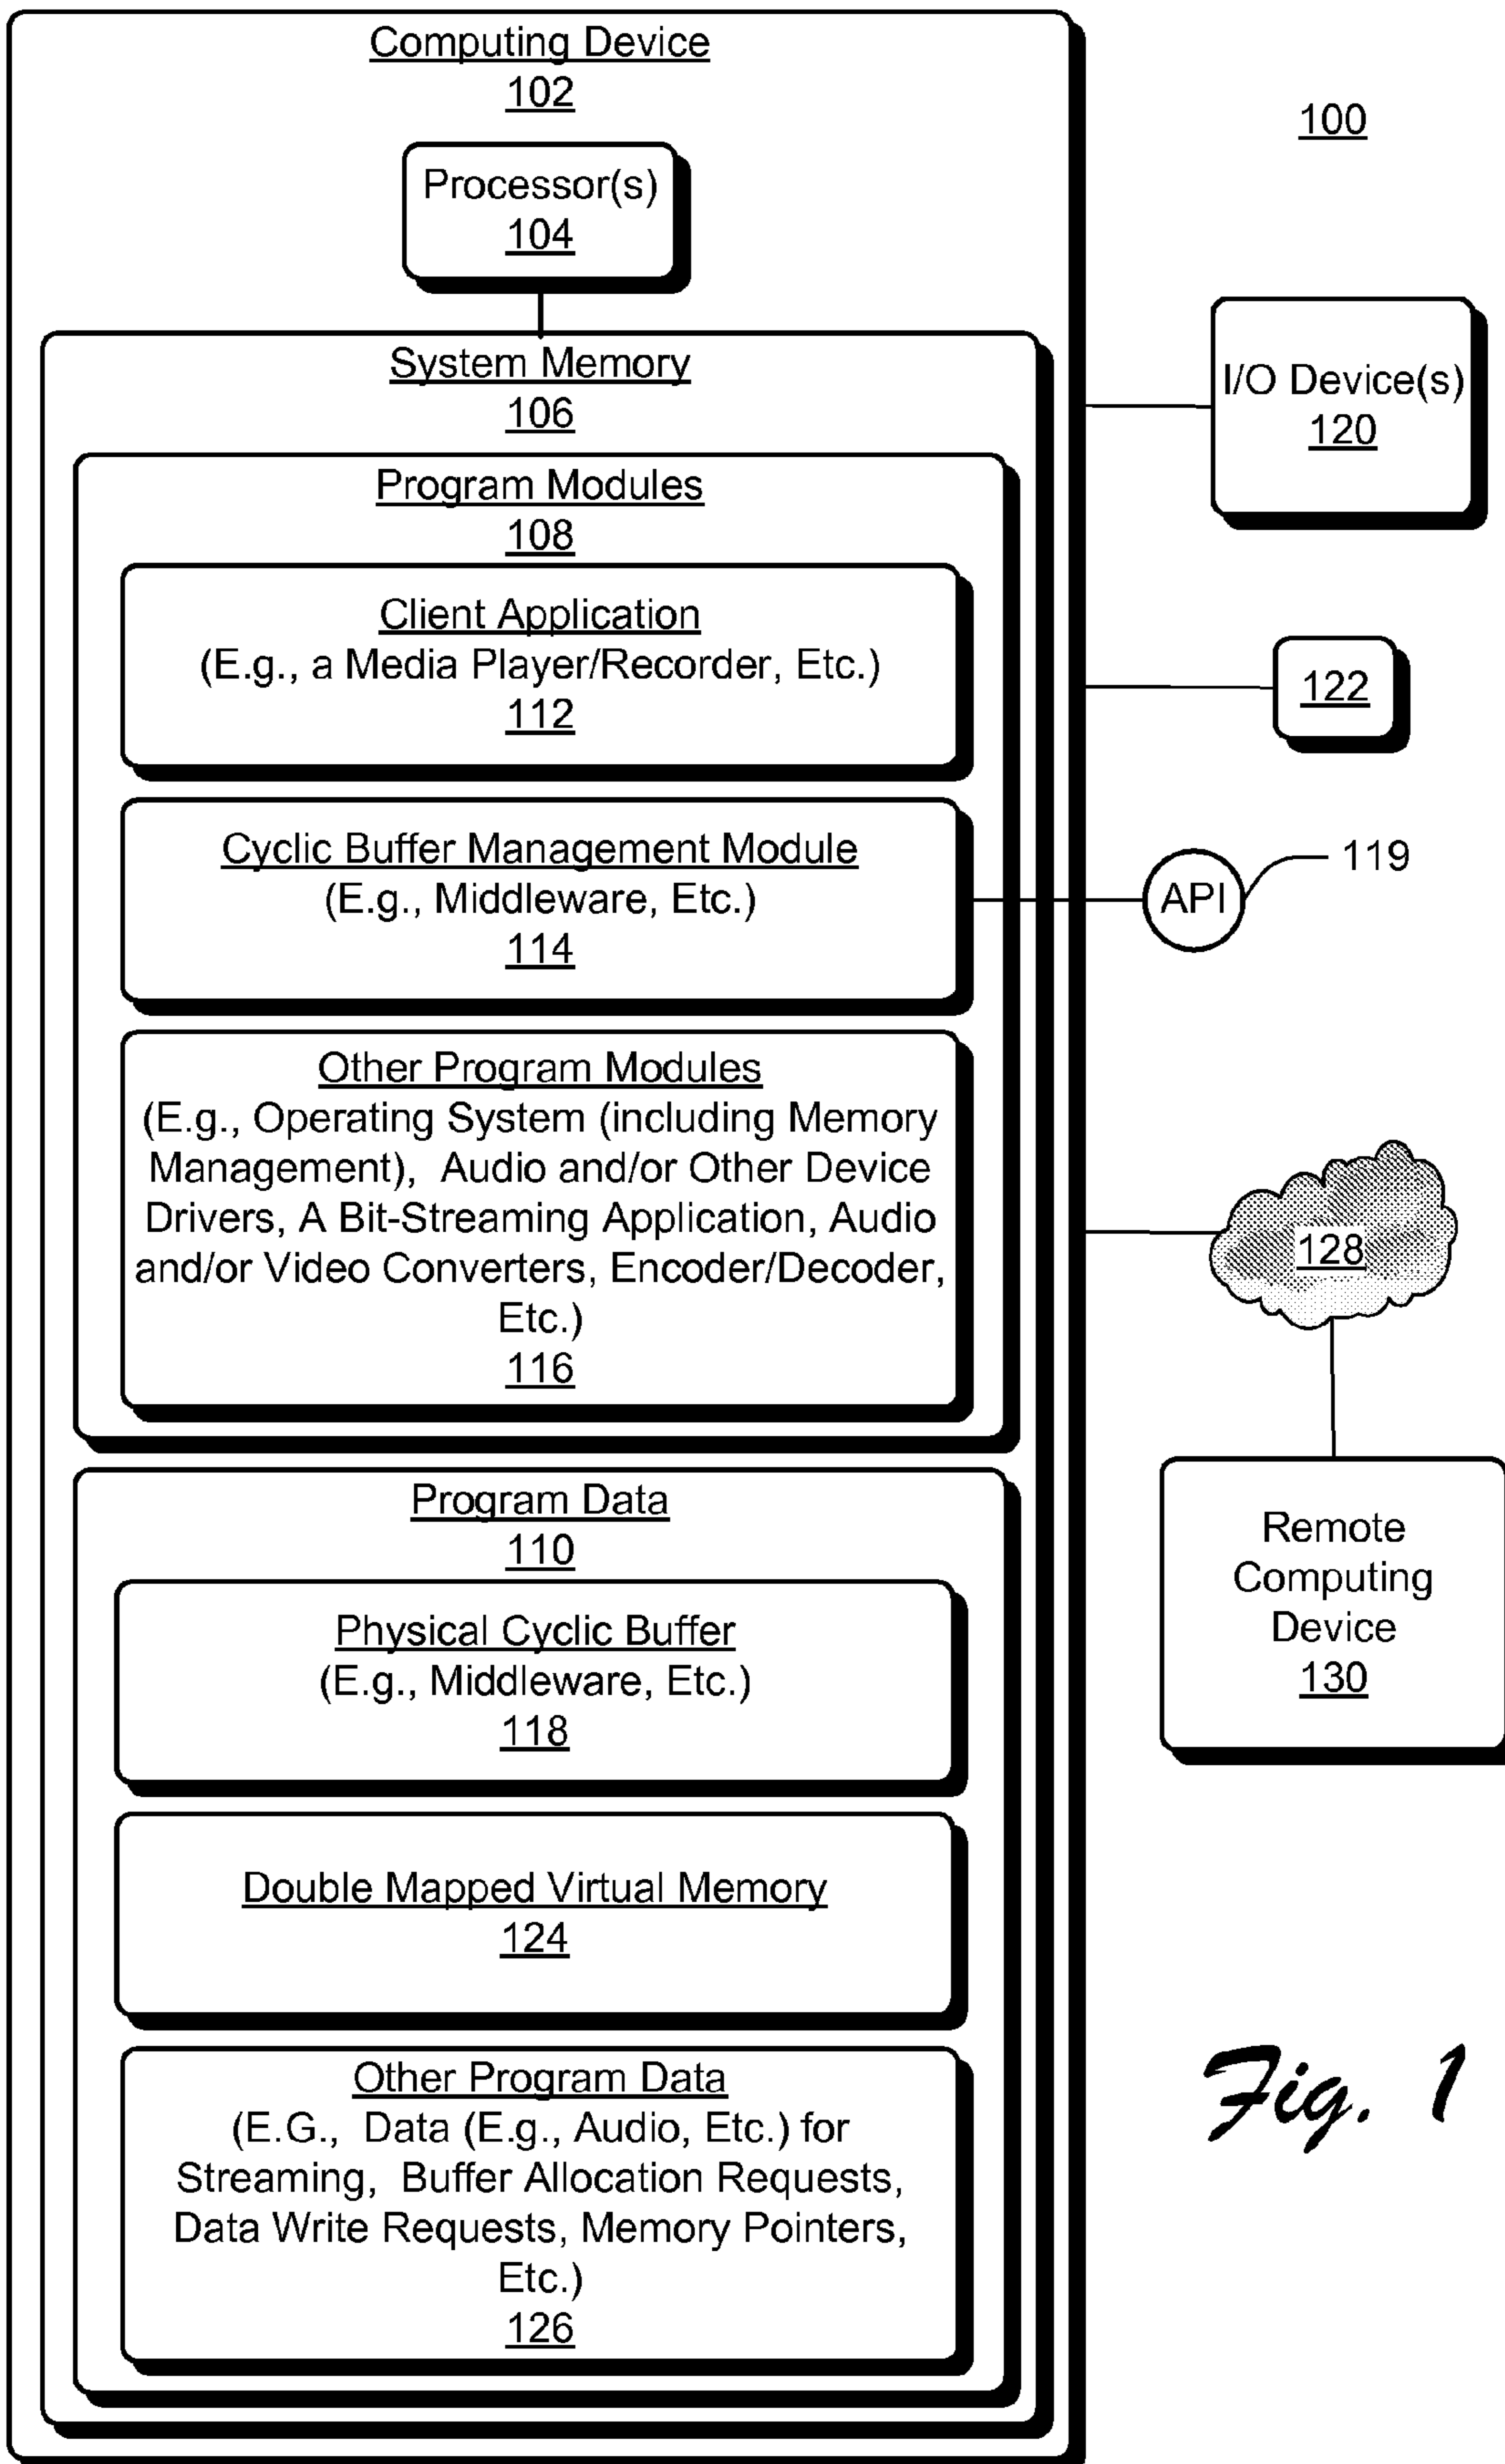 Computing Device
102
100
Processor(s)
104
System Memory
106
I/O Device(s)
120
Program Modules
108
Client Application
(E.g., a Media Player/Recorder, Etc.)
112
122
Cyclic Buffer Management Module
(E.g., Middleware, Etc.)
114
API
119
Other Program Modules
(E.g., Operating System (including Memory
Management), Audio and/or Other Device
Drivers, A Bit-Streaming Application, Audio
and/or Video Converters, Encoder/Decoder,
Etc.)
116
128
Program Data
110
Remote
Computing
Device
130
Physical Cyclic Buffer
(E.g., Middleware, Etc.)
118
Double Mapped Virtual Memory
124
Other Program Data
(E.G., Data (E.g., Audio, Etc.) for
Streaming, Buffer Allocation Requests,
Data Write Requests, Memory Pointers,
Etc.)
126
Fig. 1